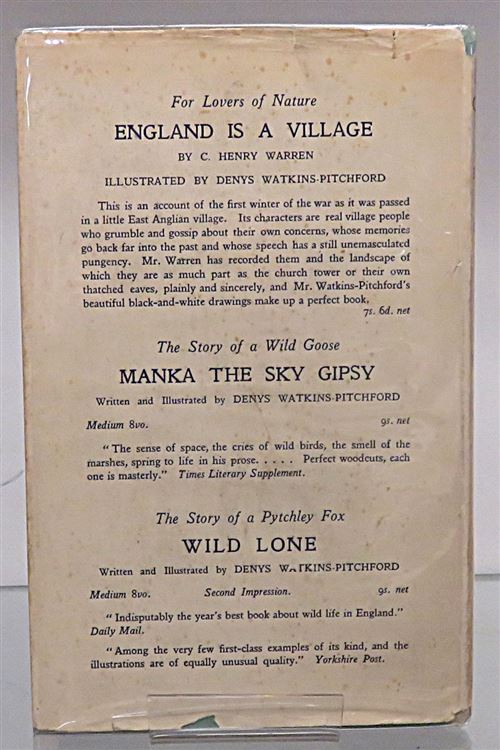 For Lovers of Nature
ENGLAND IS A VILLAGE
BY C. HENRY WARREN
ILLUSTRATED BY DENYS WATKINS-PITCHFORD
This is an account of the first winter of the war as it was passed
in a little East Anglian village. Its characters are real village people
who grumble and gossip about their own concerns, whose memories
go back far into the past and whose speech has a still unemasculated
pungency. Mr. Warren has recorded them and the landscape of
which they are as much part as the church tower or their own
thatched eaves, plainly and sincerely, and Mr. Watkins-Pitchford's
beautiful black-and-white drawings make up a perfect book,
7s. 6d. net
The Story of a Wild Goose
MANKA THE SKY GIPSY
Written and Illustrated by DENYS WATKINS-PITCHFORD
Medium 8vo. 9s. net
"The sense of space, the cries of wild birds, the smell of the
marshes, spring to life in his prose. . . . . Perfect woodcuts, each
one is masterly." Times Literary Supplement.
The Story of a Pytchley Fox
WILD LONE
Written and Illustrated by DENYS WATKINS-PITCHFORD
Medium 8vo. Second Impression. 9s. net
"Indisputably the year's best book about wild life in England."
Daily Mail.
"Among the very few first-class examples of its kind, and the
illustrations are of equally unusual quality." Yorkshire Post.